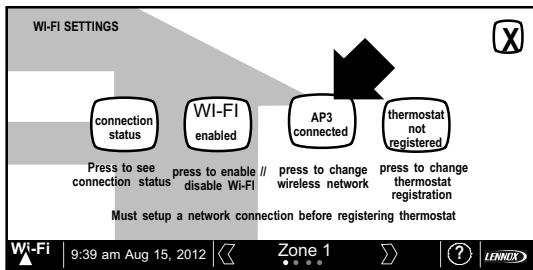 WI-FI SETTINGS
X
connection
status
WI-FI
enabled
AP3
connected
thermostat
not
registered
Press to see
connection status
press to enable //
disable Wi-FI
press to change
wireless network
press to change
thermostat
registration
Must setup a network connection before registering thermostat
Wi-Fi
9:39 am Aug 15, 2012
Zone 1
?
LENNOX